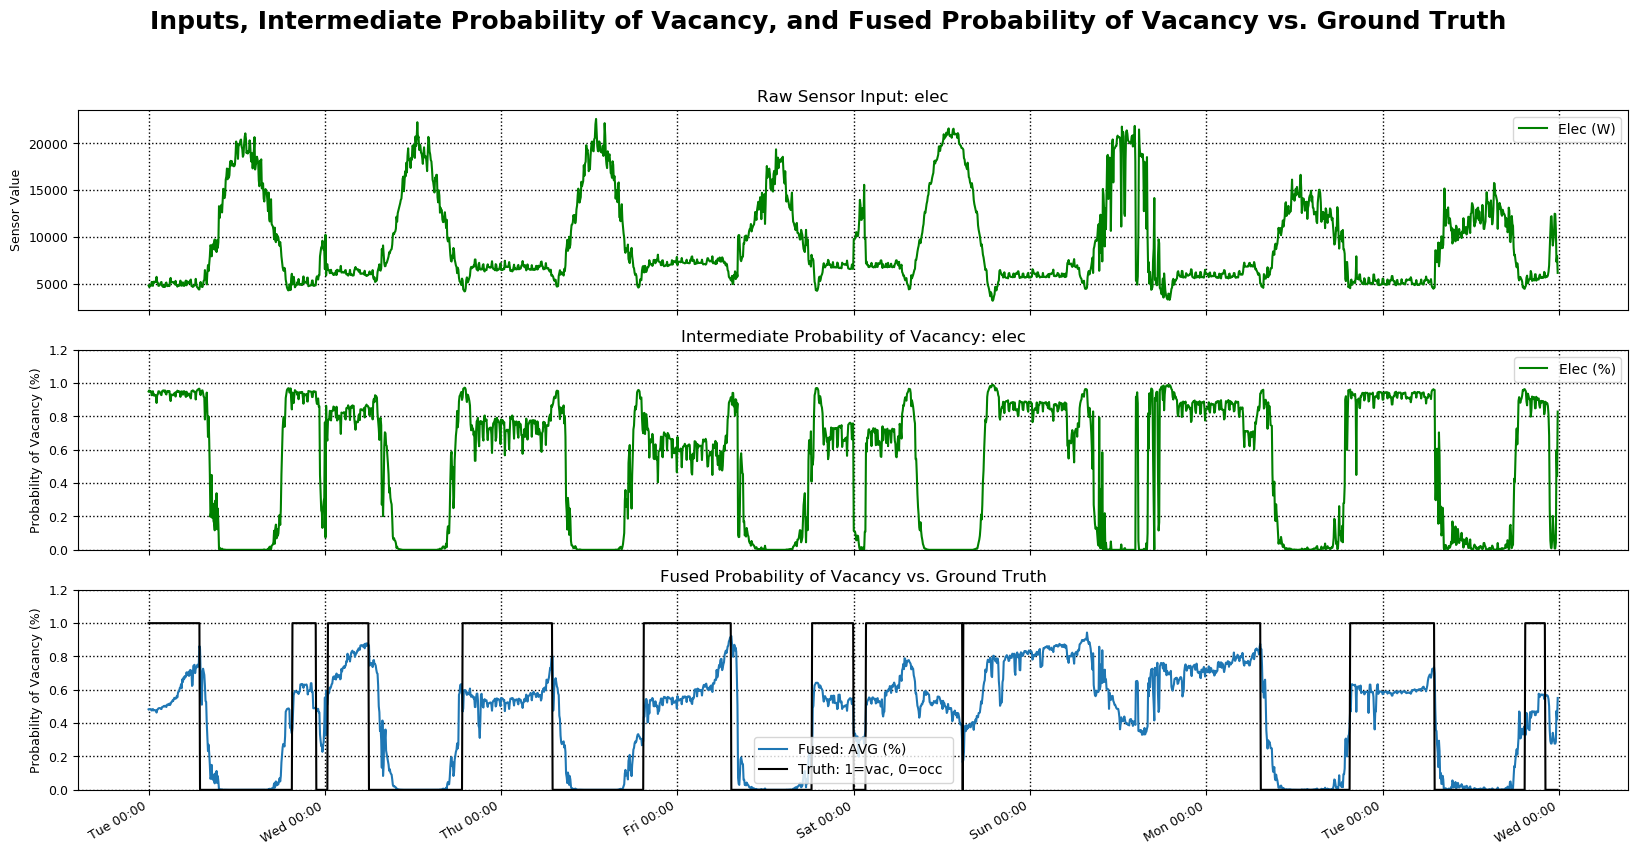 Inputs, Intermediate Probability of Vacancy, and Fused Probability of Vacancy vs. Ground Truth
Raw Sensor Input: elec
Sensor Value
20000
15000
10000
5000
Elec (W)
Intermediate Probability of Vacancy: elec
Probability of Vacancy (%)
1.2
1.0
0.8
0.6
0.4
0.2
0.0
Elec (%)
Fused Probability of Vacancy vs. Ground Truth
Probability of Vacancy (%)
1.2
1.0
0.8
0.6
0.4
0.2
0.0
Fused: AVG (%)
Truth: 1=vac, 0=occ
Tue 00:00
Wed 00:00
Thu 00:00
Fri 00:00
Sat 00:00
Sun 00:00
Mon 00:00
Tue 00:00
Wed 00:00